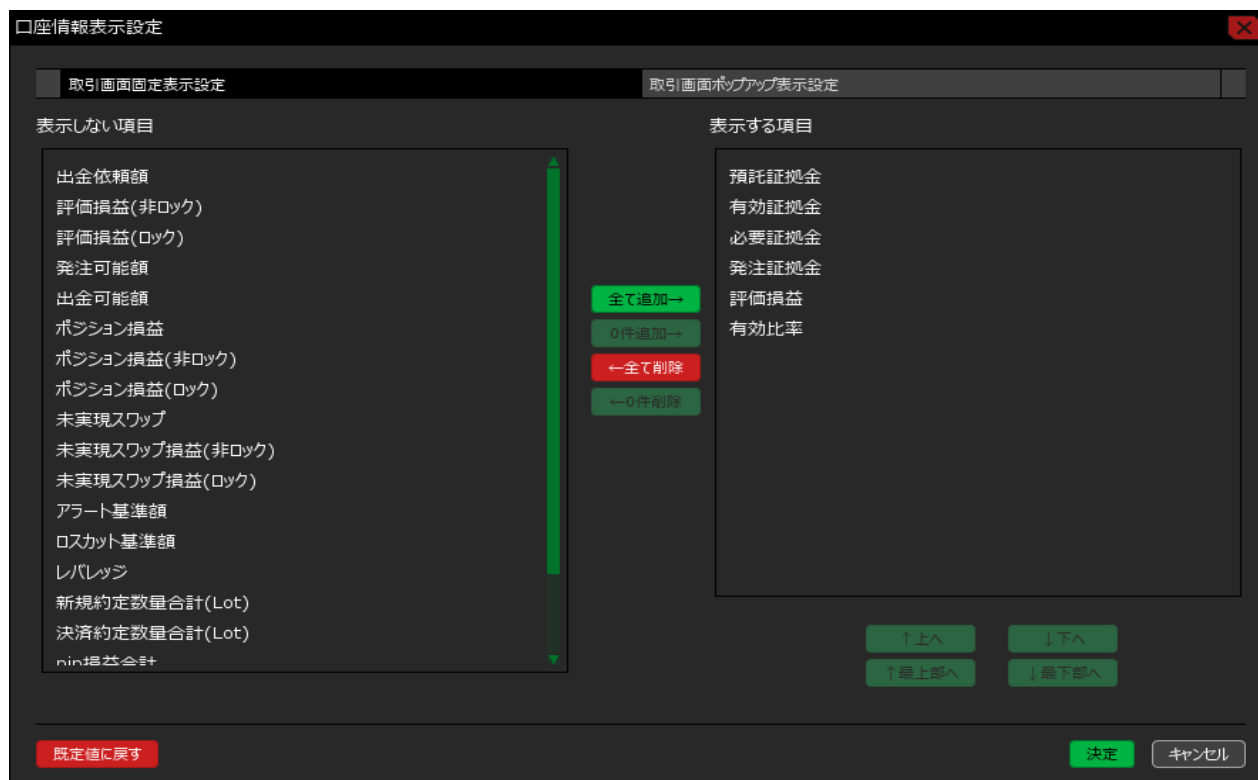 口座情報表示設定
取引画面固定表示設定
取引画面ポップアップ表示設定
表示しない項目
出金依頼額
評価損益(非ロック)
評価損益(ロック)
発注可能額
出金可能額
ポジション損益
ポジション損益(非ロック)
ポジション損益(ロック)
未実現スワップ
未実現スワップ損益(非ロック)
未実現スワップ損益(ロック)
アラート基準額
ロスカット基準額
レバレッジ
新規約定数量合計(Lot)
決済約定数量合計(Lot)
pip損益合計
全て追加→
0件追加→
←全て削除
←0件削除
表示する項目
預託証拠金
有効証拠金
必要証拠金
発注証拠金
評価損益
有効比率
↑上へ
↓下へ
↑最上部へ
↓最下部へ
既定値に戻す
決定
キャンセル